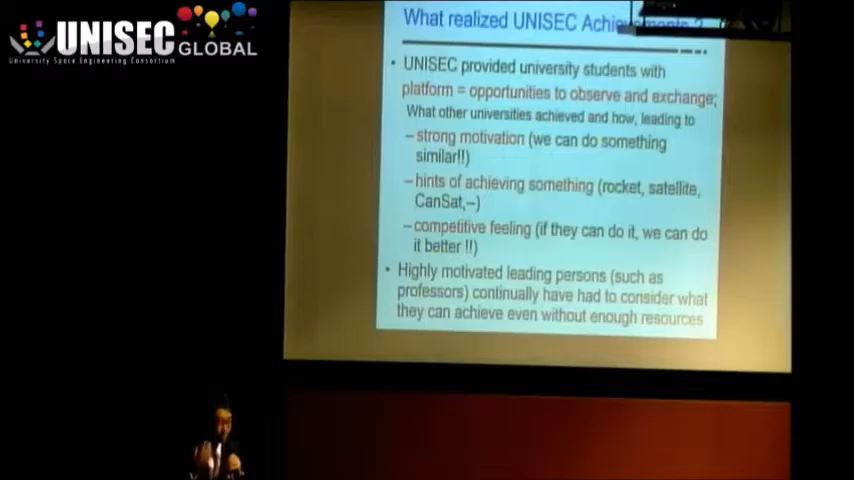 UNISEC GLOBAL
University Space Engineering Consortium
What realized UNISEC Achievements ?
• UNISEC provided university students with
platform = opportunities to observe and exchange;
What other universities achieved and how, leading to
– strong motivation (we can do something
similar!!)
– hints of achieving something (rocket, satellite,
CanSat,--)
– competitive feeling (if they can do it, we can do
it better !!)
• Highly motivated leading persons (such as
professors) continually have had to consider what
they can achieve even without enough resources